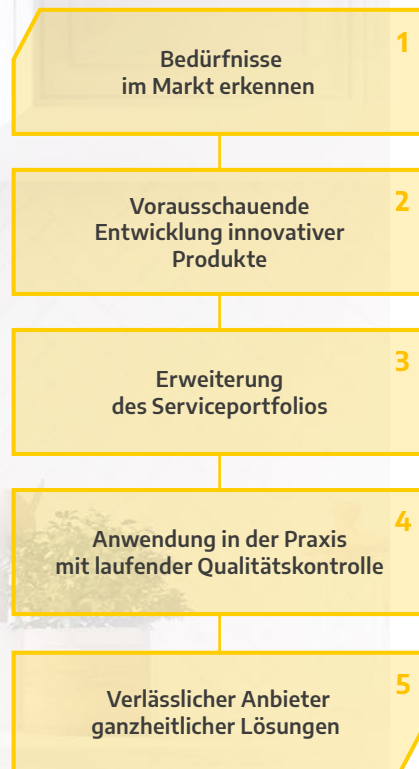 1
Bedürfnisse
im Markt erkennen
2
Vorausschauende
Entwicklung innovativer
Produkte
3
Erweiterung
des Serviceportfolios
4
Anwendung in der Praxis
mit laufender Qualitätskontrolle
5
Verlässlicher Anbieter
ganzheitlicher Lösungen